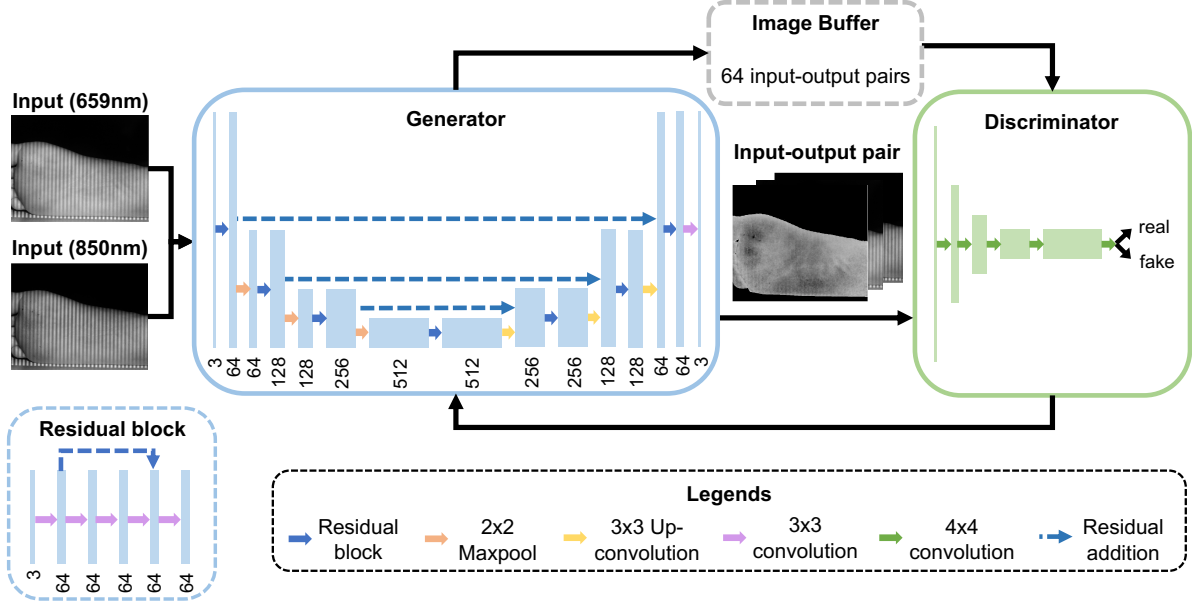 Image Buffer
64 input-output pairs
Input (659nm)
Generator
Discriminator
Input-output pair
real
fake
Input (850nm)
3
64
64
128
128
256
512
512
256
256
128
128
64
64
3
Residual block
3
64
64
64
64
64
Legends
Residual
block
2x2
Maxpool
3x3 Up-
convolution
3x3
convolution
4x4
convolution
Residual
addition